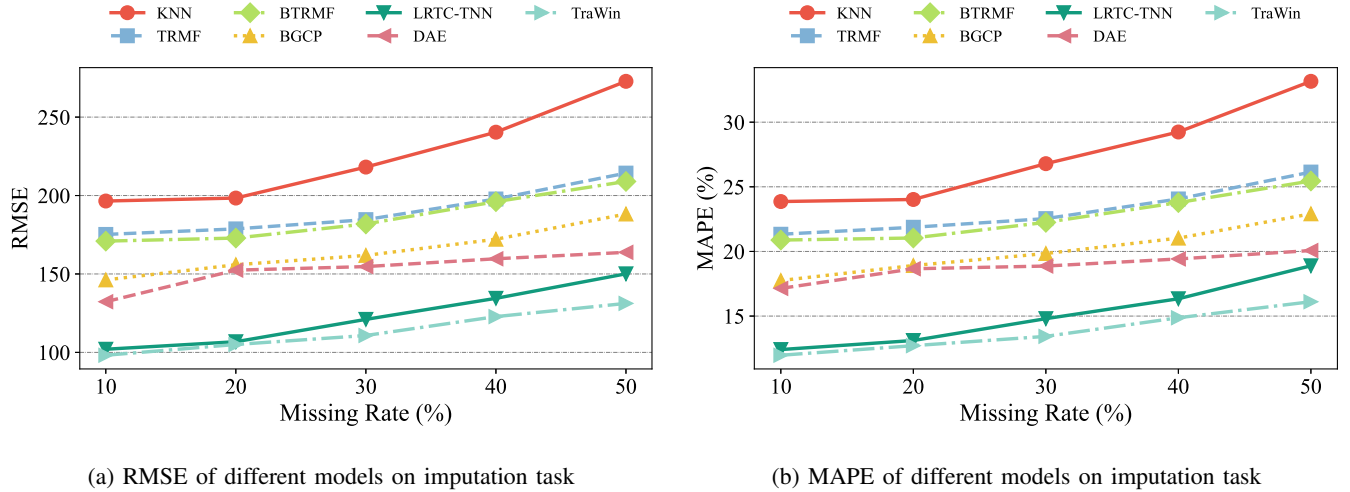 KNN BTRMF LRTC-TNN TraWin
TRMF BGCP DAE
RMSE
250
200
150
100
10 20 30 40 50
Missing Rate (%)
(a) RMSE of different models on imputation task
KNN BTRMF LRTC-TNN TraWin
TRMF BGCP DAE
MAPE (%)
30
25
20
15
10 20 30 40 50
Missing Rate (%)
(b) MAPE of different models on imputation task